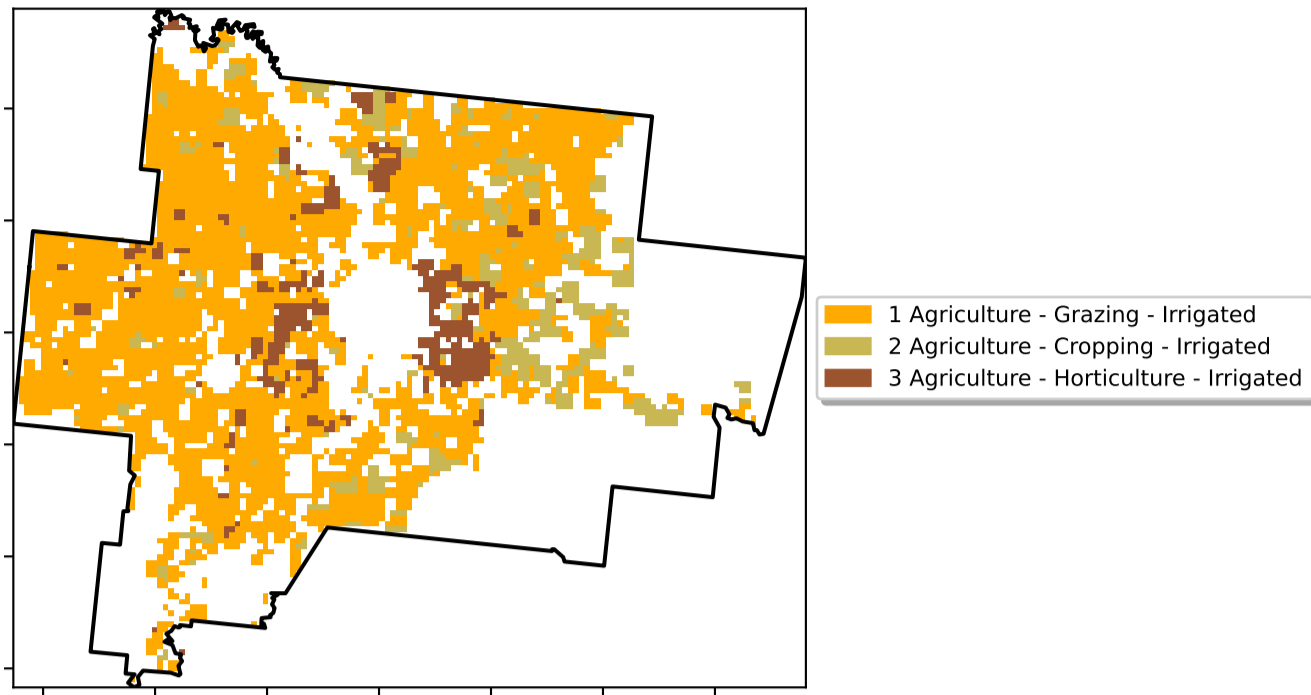 1 Agriculture - Grazing - Irrigated
2 Agriculture - Cropping - Irrigated
3 Agriculture - Horticulture - Irrigated